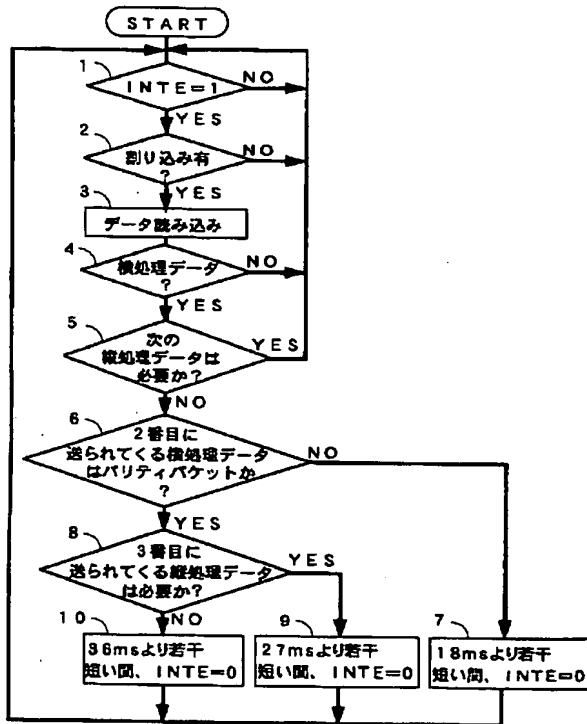 START
1
INTE=1
NO
YES
2
割り込み有
?
NO
YES
3
データ読み込み
4
横処理データ
?
NO
YES
5
次の
縦処理データは
必要か?
YES
NO
6
2番目に
送られてくる横処理データ
はパリティパケットか
?
NO
YES
8
3番目に
送られてくる縦処理データ
は必要か?
YES
NO
10
36msより若干
短い間、INTE=0
9
27msより若干
短い間、INTE=0
7
18msより若干
短い間、INTE=0